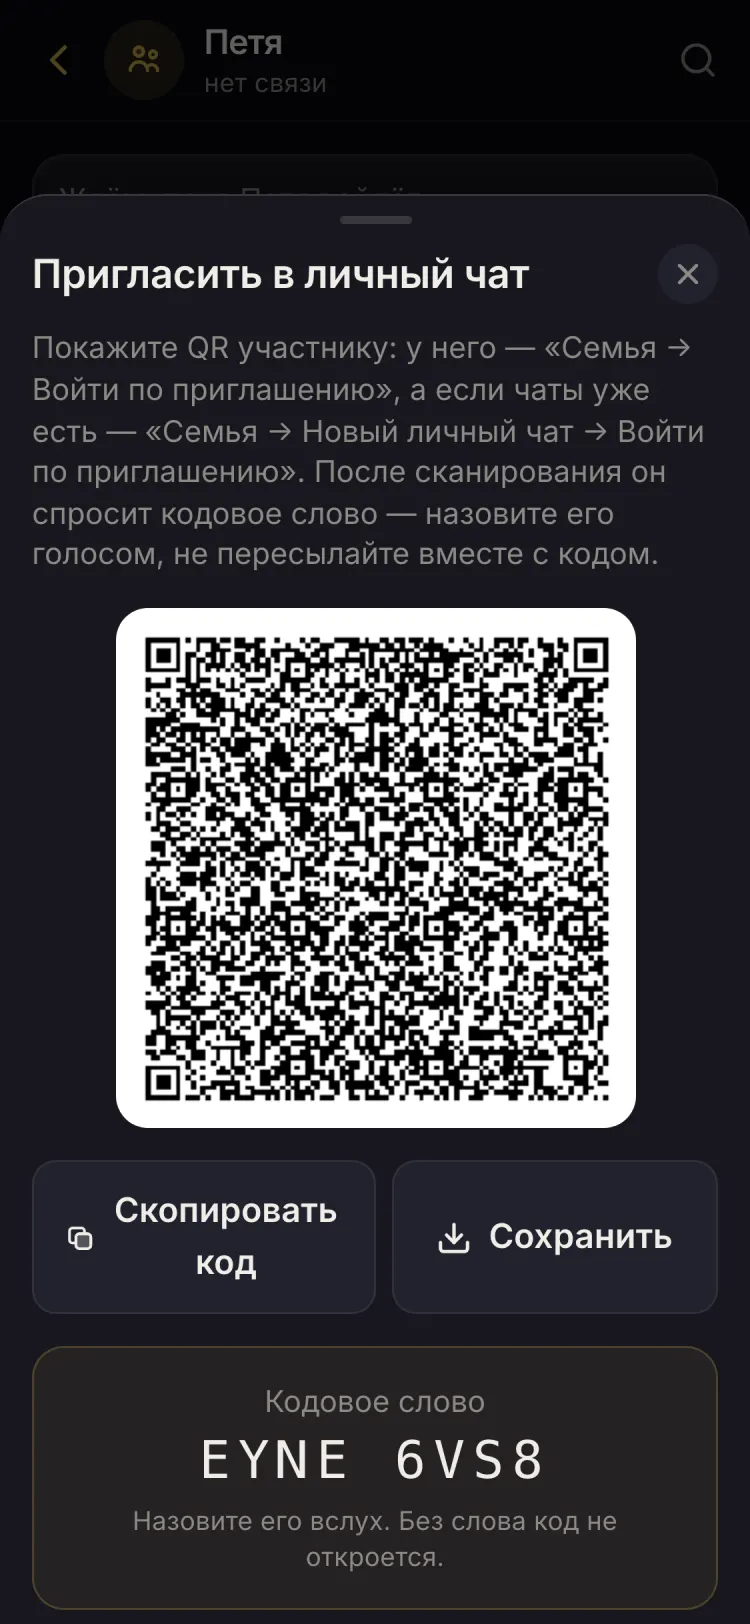 Петя
нет связи
Пригласить в личный чат
Покажите QR участнику: у него — «Семья →
Войти по приглашению», а если чаты уже
есть — «Семья → Новый личный чат → Войти
по приглашению». После сканирования он
спросит кодовое слово — назовите его
голосом, не пересылайте вместе с кодом.
Скопировать
код
Сохранить
Кодовое слово
EYNE 6VS8
Назовите его вслух. Без слова код не
откроется.